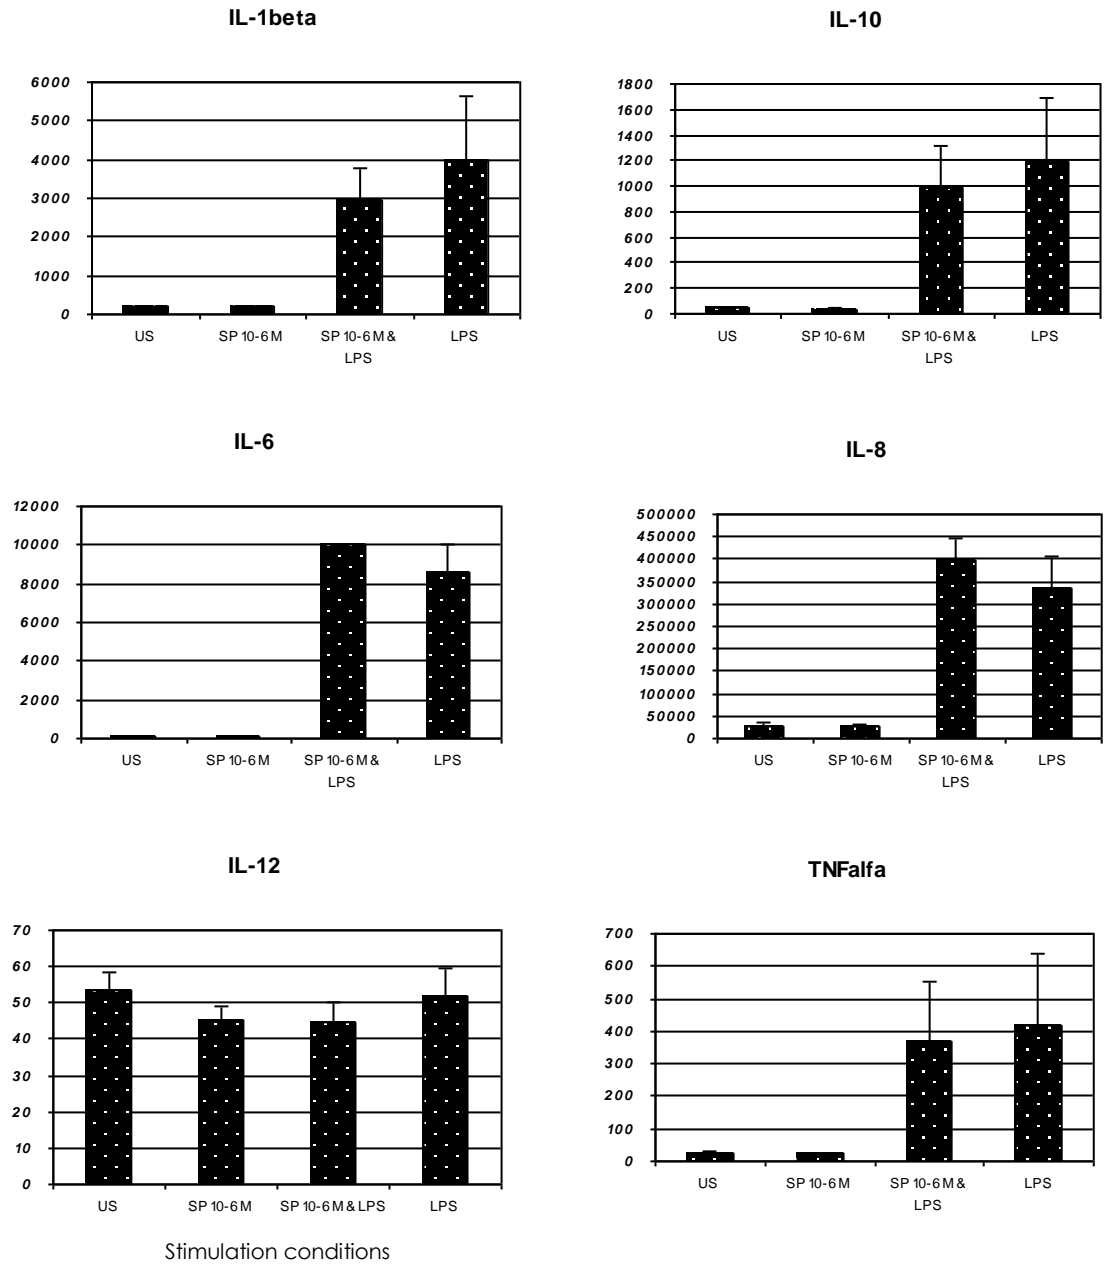 IL-1beta
6000
5000
4000
3000
2000
1000
0
US
SP 10-6 M
SP 10-6 M &
LPS
LPS
IL-10
1800
1600
1400
1200
1000
800
600
400
200
0
US
SP 10-6 M
SP 10-6 M &
LPS
LPS
IL-6
12000
10000
8000
6000
4000
2000
0
US
SP 10-6 M
SP 10-6 M &
LPS
LPS
IL-8
500000
450000
400000
350000
300000
250000
200000
150000
100000
50000
0
US
SP 10-6 M
SP 10-6 M &
LPS
LPS
IL-12
70
60
50
40
30
20
10
0
US
SP 10-6 M
SP 10-6 M & LPS
LPS
TNFalfa
700
600
500
400
300
200
100
0
US
SP 10-6 M
SP 10-6 M &
LPS
LPS
Stimulation conditions